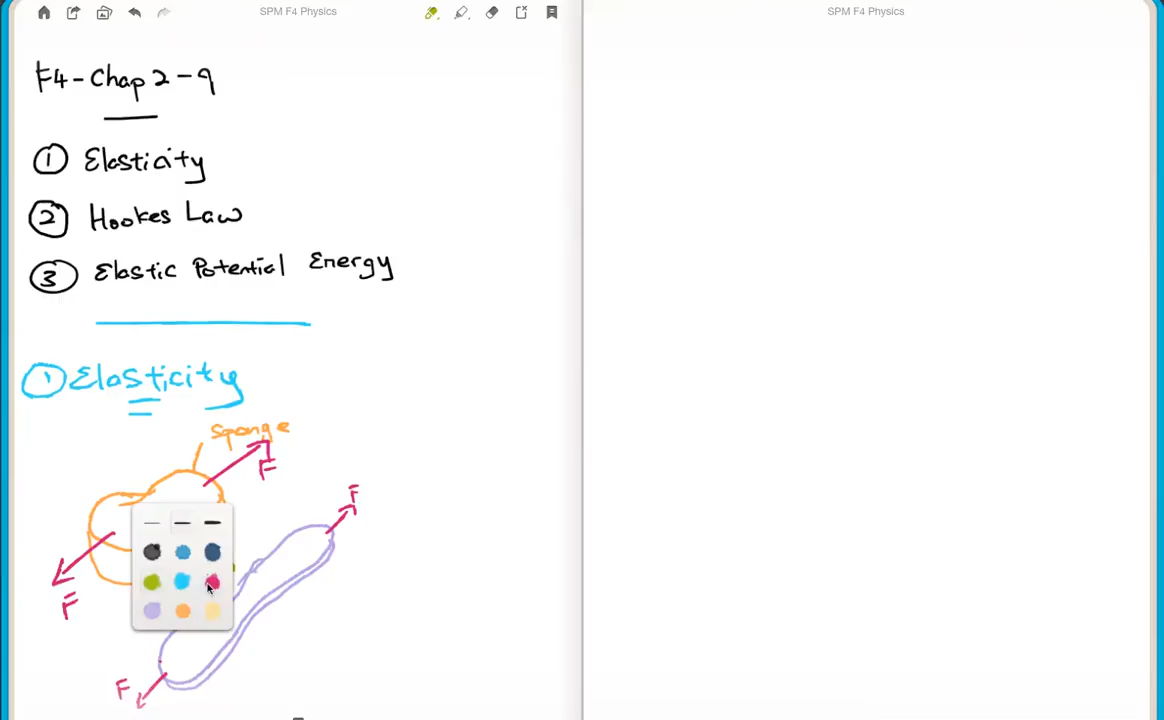 SPM F4 Physics
SPM F4 Physics
F4 - Chap 2 - 9
① Elasticity
② Hookes Law
③ Elastic Potential Energy
① Elasticity
Sponge
F
F
F
F